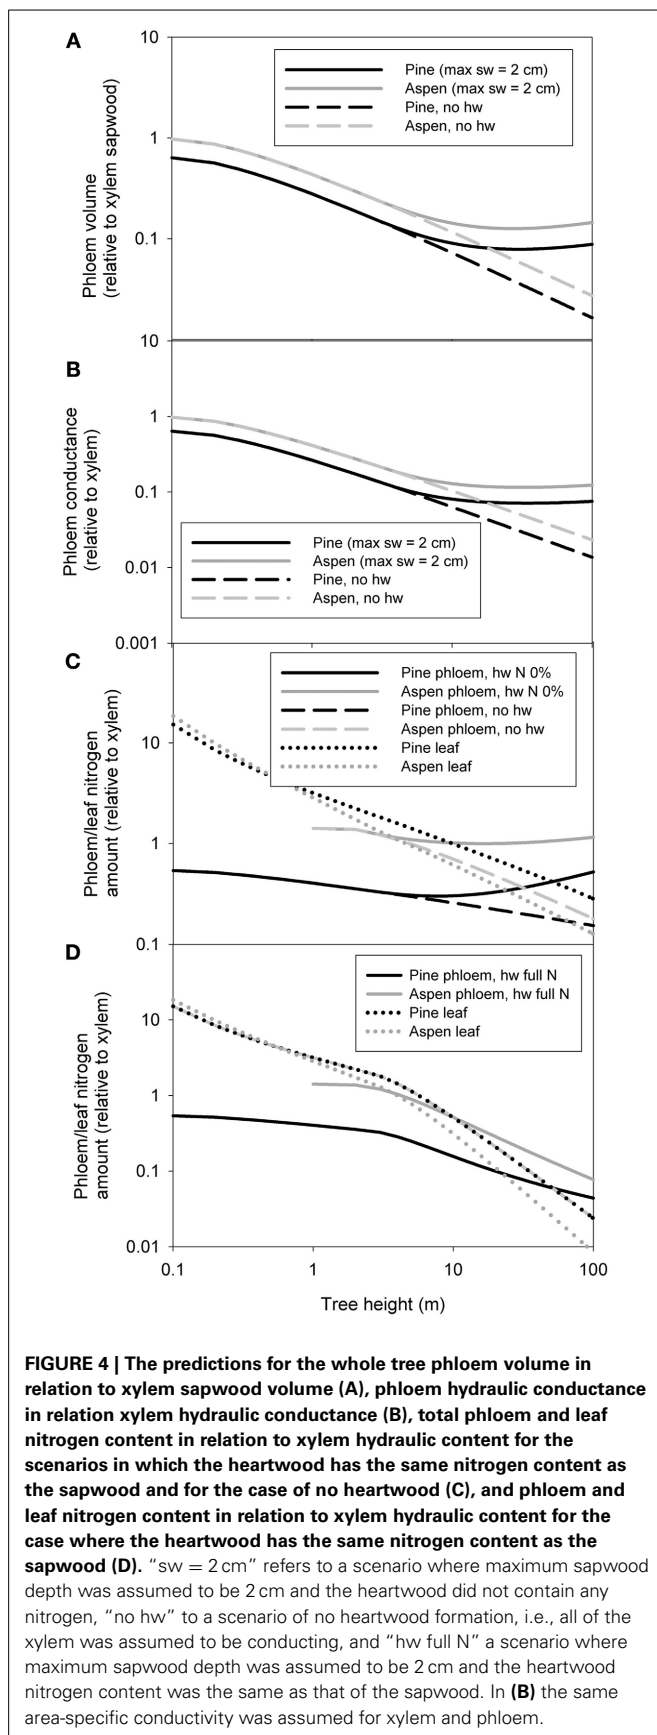 A
10
1
0.1
10
Phloem volume
(relative to xylem sapwood)
Pine (max sw = 2 cm)
Aspen (max sw = 2 cm)
Pine, no hw
Aspen, no hw
B
1
0.1
0.01
0.001
Phloem conductance
(relative to xylem)
Pine (max sw = 2 cm)
Aspen (max sw = 2 cm)
Pine, no hw
Aspen, no hw
C
10
1
0.1
Phloem/leaf nitrogen
amount (relative to xylem)
Pine phloem, hw N 0%
Aspen phloem, hw N 0%
Pine phloem, no hw
Aspen phloem, no hw
Pine leaf
Aspen leaf
D
10
1
0.1
0.01
Phloem/leaf nitrogen
amount (relative to xylem)
Pine phloem, hw full N
Aspen phloem, hw full N
Pine leaf
Aspen leaf
0.1 1 10 100
Tree height (m)
FIGURE 4 | The predictions for the whole tree phloem volume in
relation to xylem sapwood volume (A), phloem hydraulic conductance
in relation xylem hydraulic conductance (B), total phloem and leaf
nitrogen content in relation to xylem hydraulic content for the
scenarios in which the heartwood has the same nitrogen content as
the sapwood and for the case of no heartwood (C), and phloem and
leaf nitrogen content in relation to xylem hydraulic content for the
case where the heartwood has the same nitrogen content as the
sapwood (D). “sw = 2 cm” refers to a scenario where maximum sapwood
depth was assumed to be 2 cm and the heartwood did not contain any
nitrogen, “no hw” to a scenario of no heartwood formation, i.e., all of the
xylem was assumed to be conducting, and “hw full N” a scenario where
maximum sapwood depth was assumed to be 2 cm and the heartwood
nitrogen content was the same as that of the sapwood. In (B) the same
area-specific conductivity was assumed for xylem and phloem.